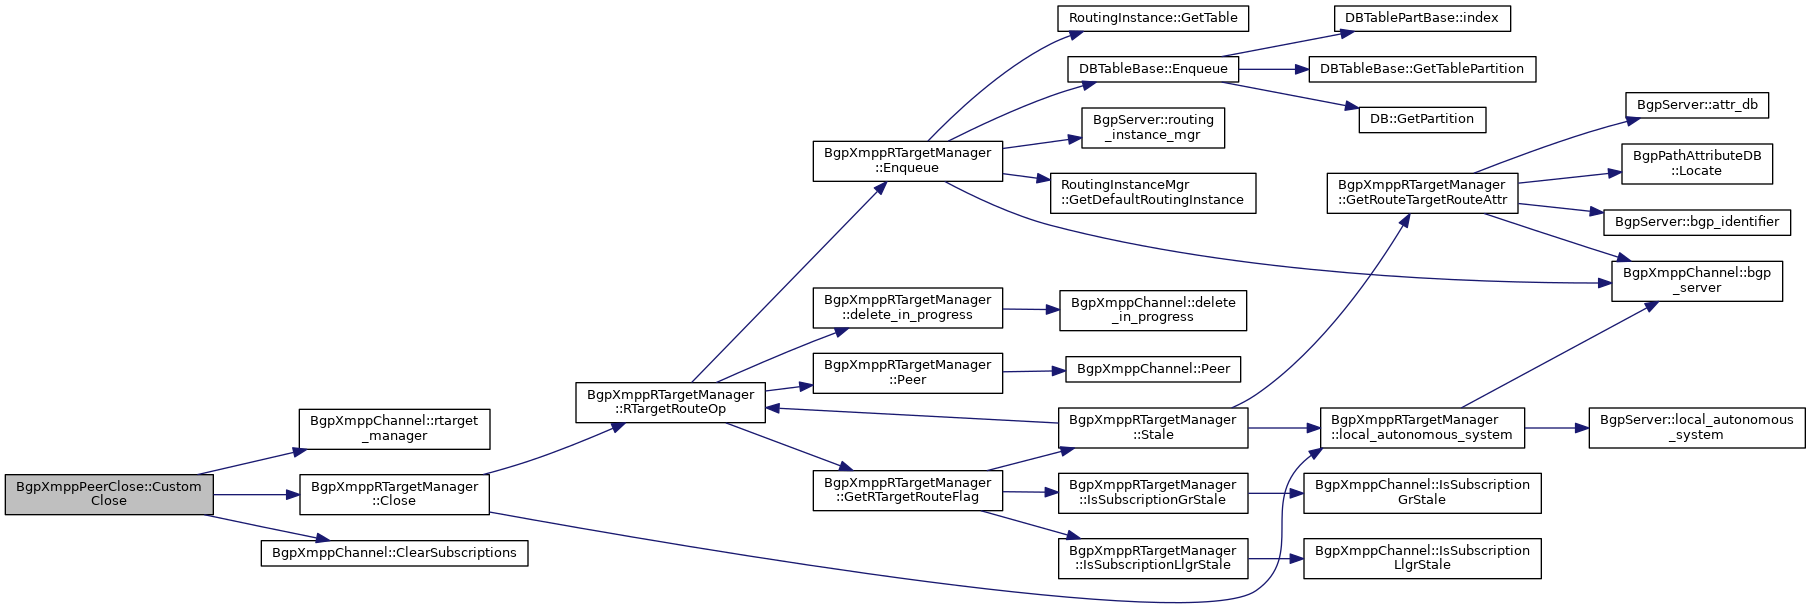 RoutingInstance::GetTable
DBTablePartBase::index
DBTableBase::Enqueue
DBTableBase::GetTablePartition
BgpServer::attr_db
BgpServer::routing
_instance_mgr
DB::GetPartition
BgpXmppRTargetManager
::Enqueue
BgpPathAttributeDB
::Locate
RoutingInstanceMgr
::GetDefaultRoutingInstance
BgpXmppRTargetManager
::GetRouteTargetRouteAttr
BgpServer::bgp_identifier
BgpXmppChannel::bgp
_server
BgpXmppRTargetManager
::delete_in_progress
BgpXmppChannel::delete
_in_progress
BgpXmppRTargetManager
::Peer
BgpXmppChannel::Peer
BgpXmppRTargetManager
::RTargetRouteOp
BgpXmppChannel::rtarget
_manager
BgpXmppRTargetManager
::Stale
BgpXmppRTargetManager
::local_autonomous_system
BgpServer::local_autonomous
_system
BgpXmppPeerClose::Custom
Close
BgpXmppRTargetManager
::Close
BgpXmppRTargetManager
::GetRTargetRouteFlag
BgpXmppRTargetManager
::IsSubscriptionGrStale
BgpXmppChannel::IsSubscription
GrStale
BgpXmppChannel::ClearSubscriptions
BgpXmppRTargetManager
::IsSubscriptionLlgrStale
BgpXmppChannel::IsSubscription
LlgrStale